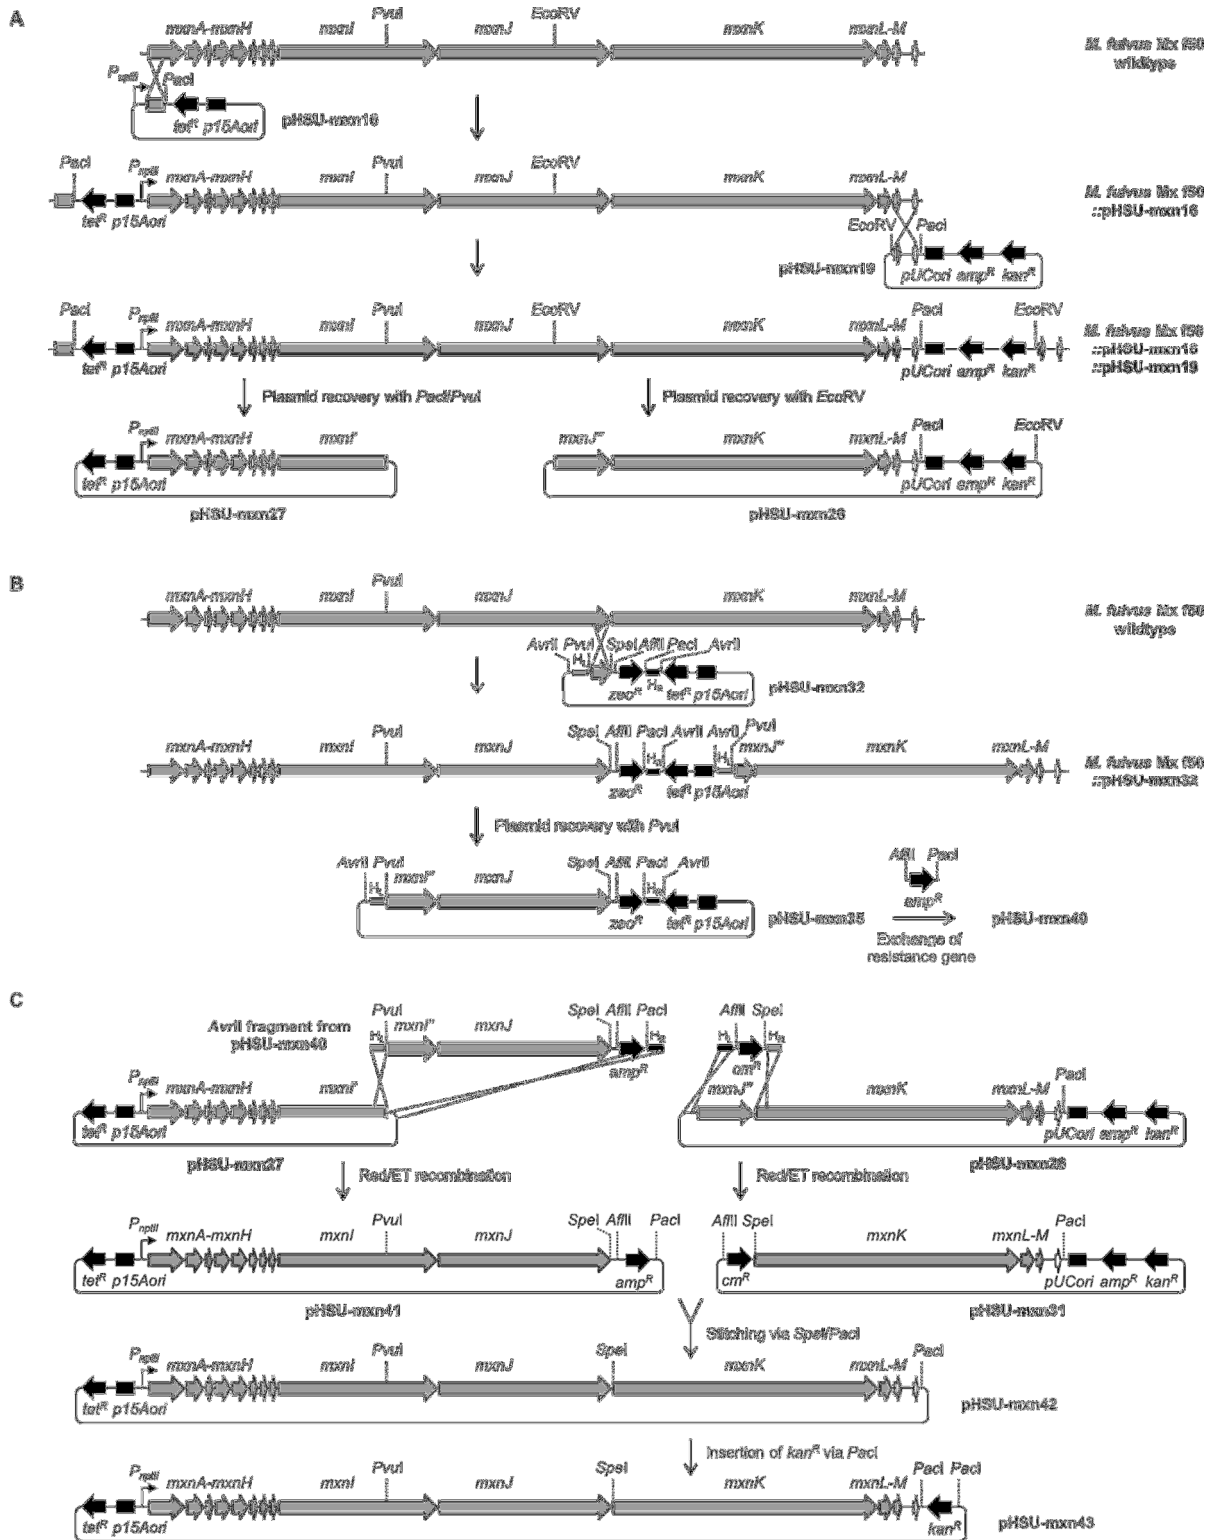 A
PvuI
EcoRV
mxnA-mxnH mxnI mxnJ mxnK mxnL-M
M. fulvus Mx f50
wildtype
PnptII PacI
tetR p15Aori
pHSU-mxn16
PacI PnptII PvuI EcoRV
mxnA-mxnH mxnI mxnJ mxnK mxnL-M
M. fulvus Mx f50
::pHSU-mxn16
tetR p15Aori
EcoRV PacI
pHSU-mxn19
pUCori ampR kanR
PacI PnptII PvuI EcoRV PacI EcoRV
mxnA-mxnH mxnI mxnJ mxnK mxnL-M
M. fulvus Mx f50
::pHSU-mxn16
::pHSU-mxn19
tetR p15Aori pUCori ampR kanR
Plasmid recovery with PacI/PvuI Plasmid recovery with EcoRV
PnptII mxnA-mxnH mxnI' mxnJ'' mxnK mxnL-M PacI EcoRV
tetR p15Aori pUCori ampR kanR
pHSU-mxn27
B
PvuI
mxnA-mxnH mxnI mxnJ mxnK mxnL-M
M. fulvus Mx f50
wildtype
AvrII PvuI SpeI AflII PacI AvrII
HL
zeoR HR tetR p15Aori
pHSU-mxn32
PvuI SpeI AflII PacI AvrII AvrII PvuI
mxnA-mxnH mxnI mxnJ HR HL mxnJ'' mxnK mxnL-M
M. fulvus Mx f50
::pHSU-mxn32
zeoR tetR p15Aori
Plasmid recovery with PvuI
AvrII PvuI SpeI AflII PacI AvrII
HL mxnI'' mxnJ HR
zeoR tetR p15Aori
pHSU-mxn35
AflII PacI
ampR
Exchange of
resistance gene
pHSU-mxn40
C
AvrII fragment from
pHSU-mxn40
PvuI SpeI AflII PacI
HL mxnI'' mxnJ HR
ampR
AflII SpeI
HL HR
cmR
PnptII mxnA-mxnH mxnI' mxnJ'' mxnK mxnL-M PacI
tetR p15Aori pUCori ampR kanR
pHSU-mxn27
Red/ET recombination Red/ET recombination
PnptII PvuI SpeI AflII PacI AflII SpeI PacI
mxnA-mxnH mxnI mxnJ mxnK mxnL-M
tetR p15Aori ampR cmR pUCori ampR kanR
pHSU-mxn41 pHSU-mxn31
Stitching via SpeI/PacI
PnptII PvuI SpeI PacI
mxnA-mxnH mxnI mxnJ mxnK mxnL-M
tetR p15Aori
pHSU-mxn42
Insertion of kanR via PacI
PnptII PvuI SpeI PacI PacI
mxnA-mxnH mxnI mxnJ mxnK mxnL-M
tetR p15Aori kanR
pHSU-mxn43